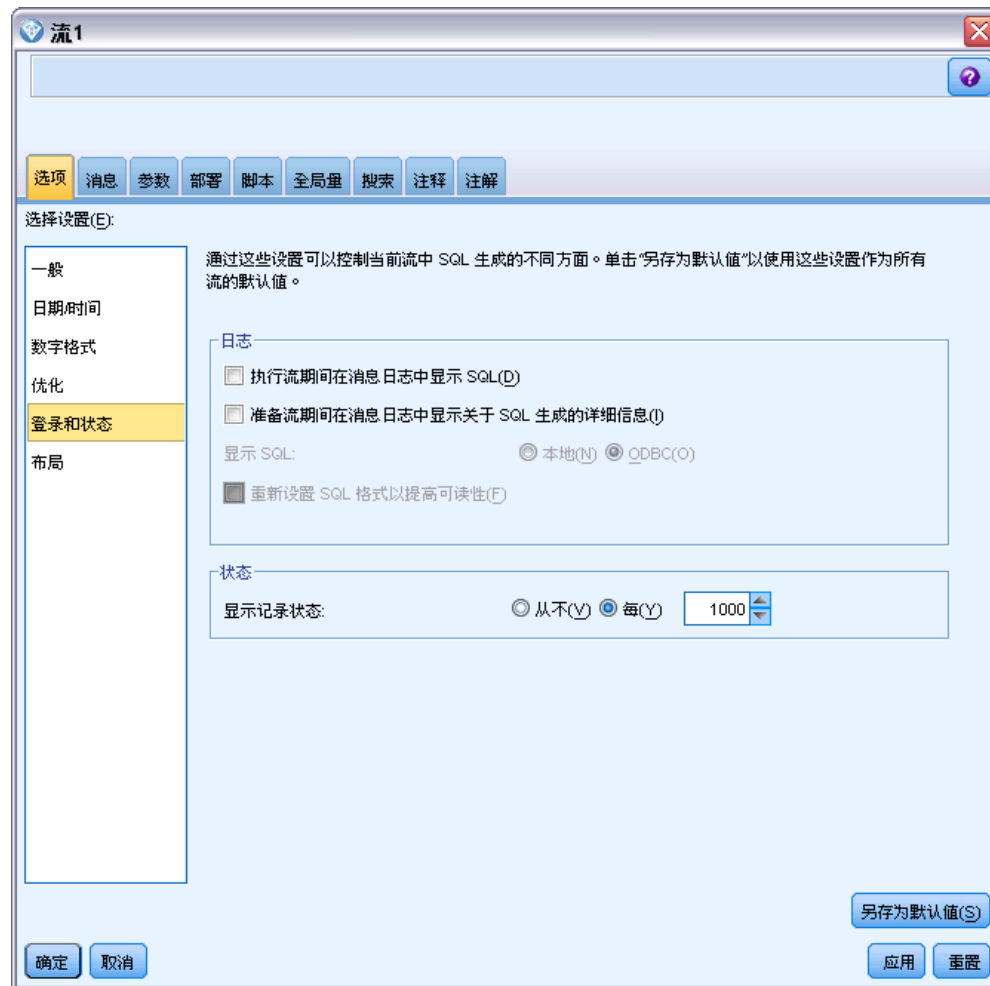 流1
选项 消息 参数 部署 脚本 全局量 搜索 注释 注解
选择设置(E):
一般
日期/时间
数字格式
优化
登录和状态
布局
通过这些设置可以控制当前流中 SQL 生成的不同方面。单击“另存为默认值”以使用这些设置作为所有
流的默认值。
日志
执行流期间在消息日志中显示 SQL(D)
准备流期间在消息日志中显示关于 SQL 生成的详细信息(I)
显示 SQL: 本地(N) ODBC(O)
重新设置 SQL 格式以提高可读性(F)
状态
显示记录状态: 从不(V) 每(Y) 1000
另存为默认值(S)
确定 取消 应用 重置